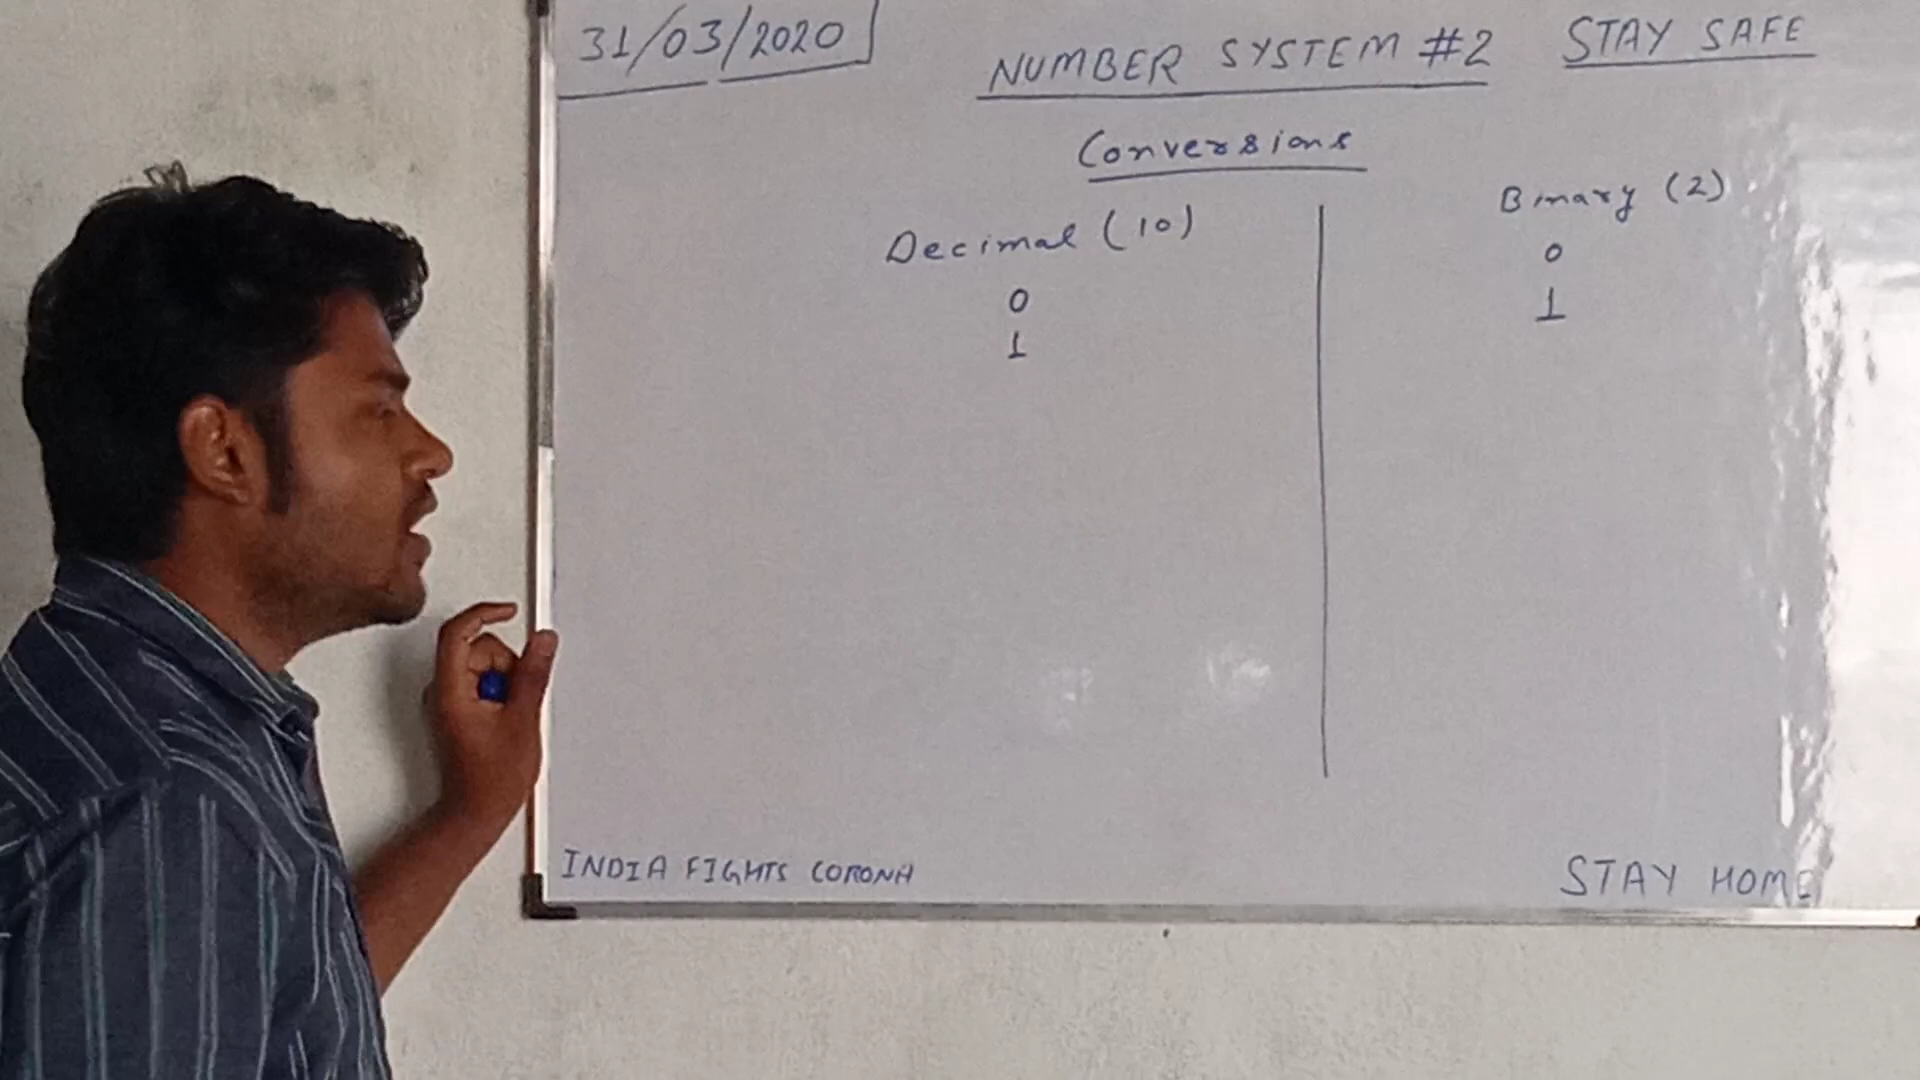 31/03/2020
NUMBER SYSTEM #2
STAY SAFE
Conversions
Decimal (10)
0
1
Binary (2)
0
1
INDIA FIGHTS CORONA
STAY HOME